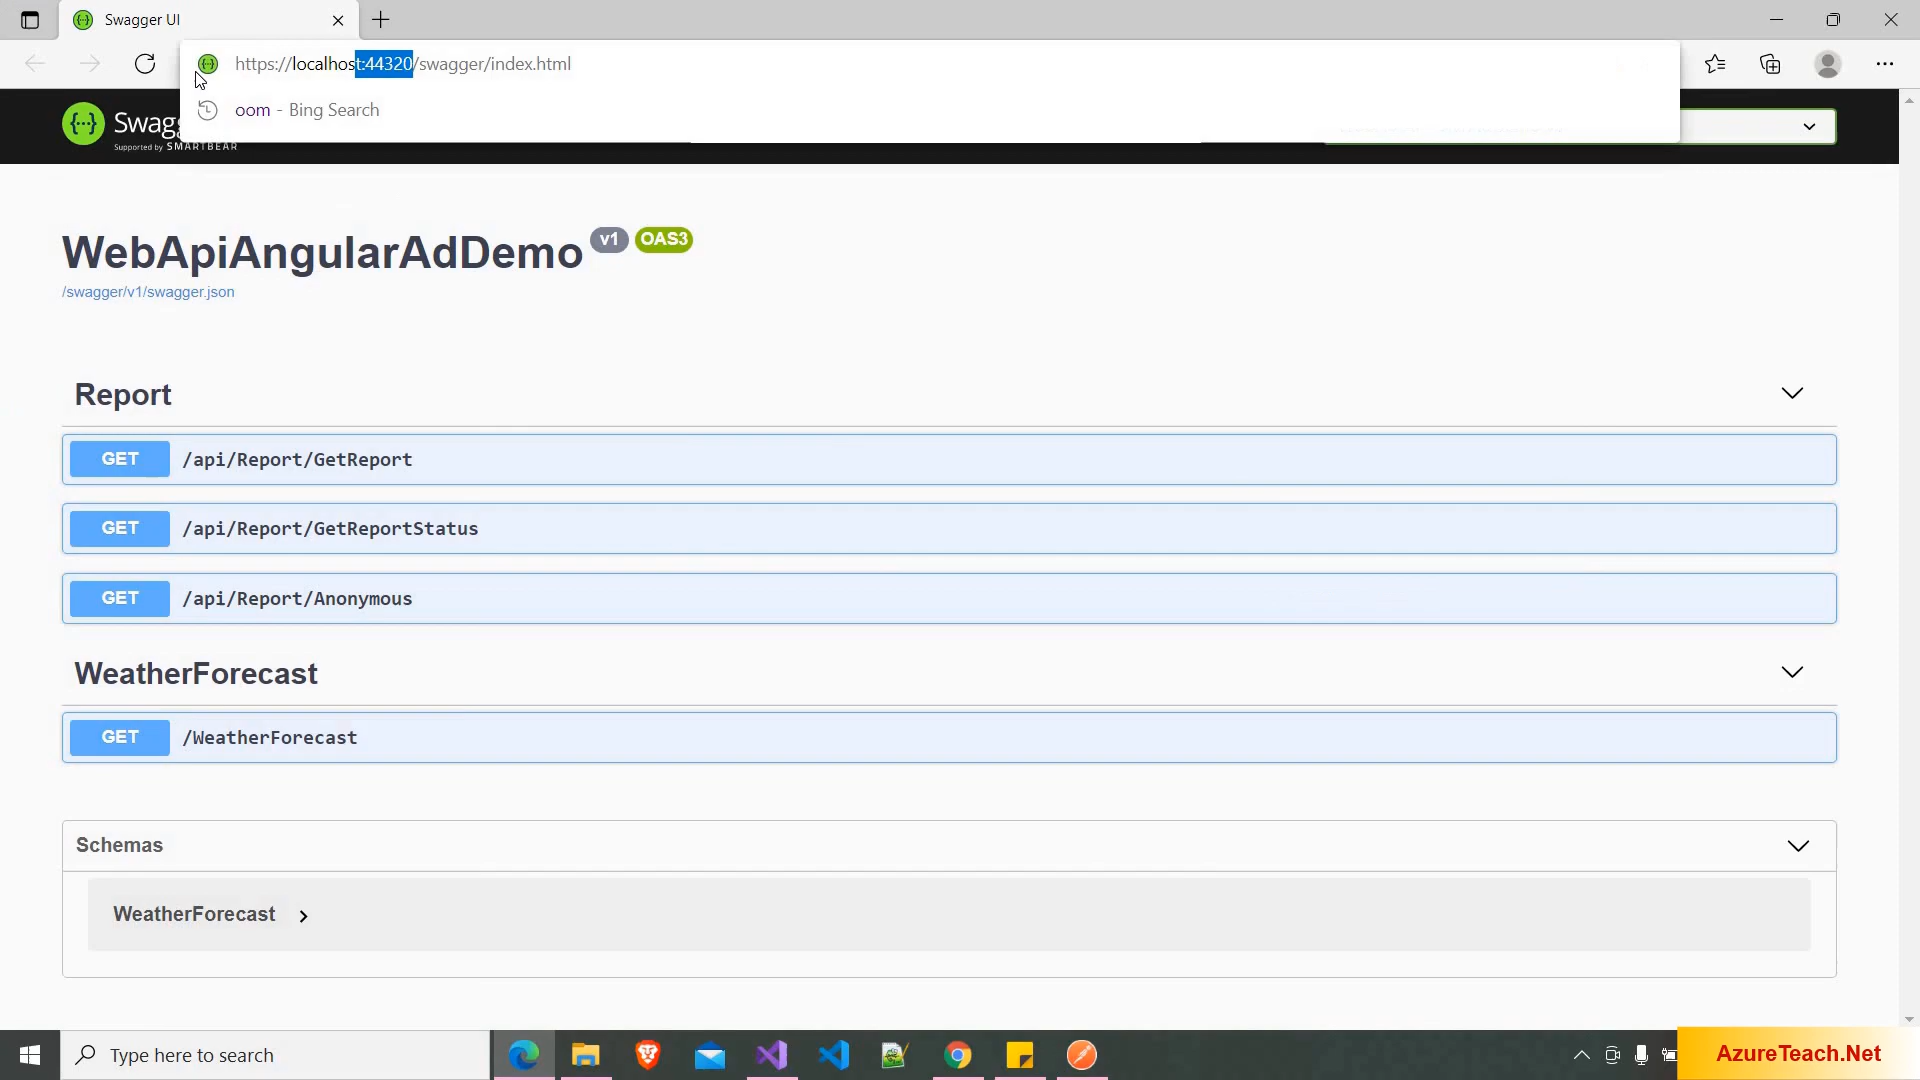 Swagger UI
https://localhost:44320/swagger/index.html
oom - Bing Search
Swagg
Supported by SMARTBEAR
WebApiAngularAdDemo v1 OAS3
/swagger/v1/swagger.json
Report
GET /api/Report/GetReport
GET /api/Report/GetReportStatus
GET /api/Report/Anonymous
WeatherForecast
GET /WeatherForecast
Schemas
WeatherForecast
Type here to search
AzureTeach.Net